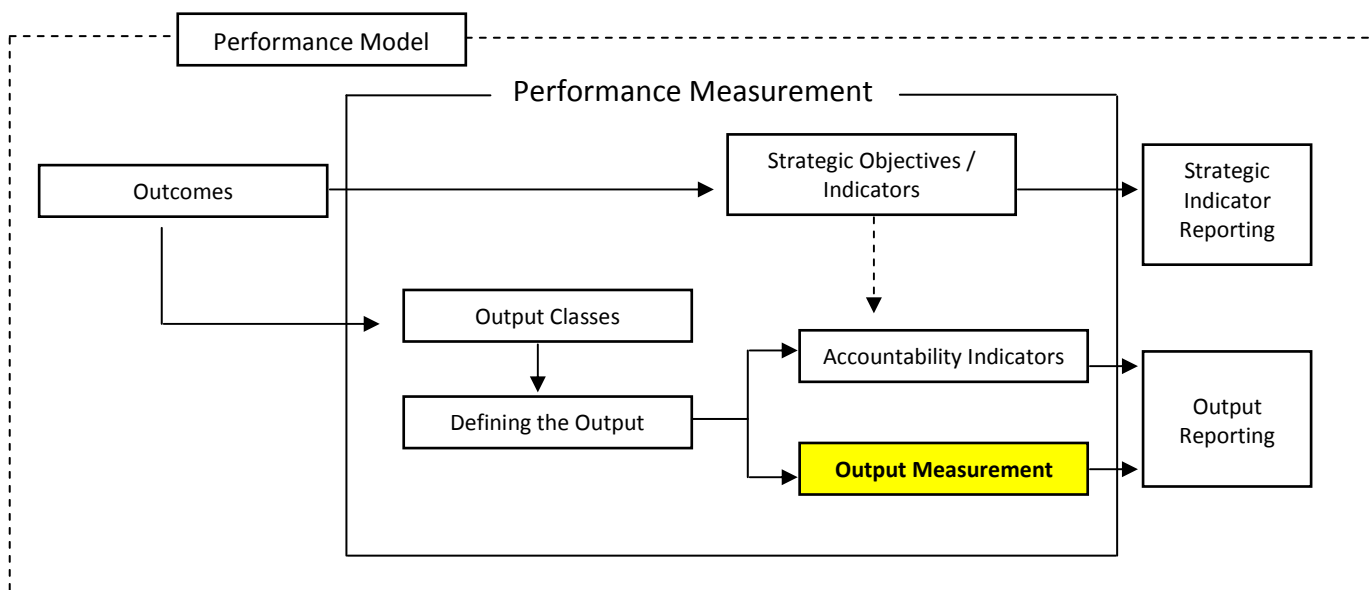 Performance Model
Performance Measurement
Outcomes
Strategic Objectives /
Indicators
Strategic
Indicator
Reporting
Output Classes
Defining the Output
Accountability Indicators
Output Measurement
Output
Reporting